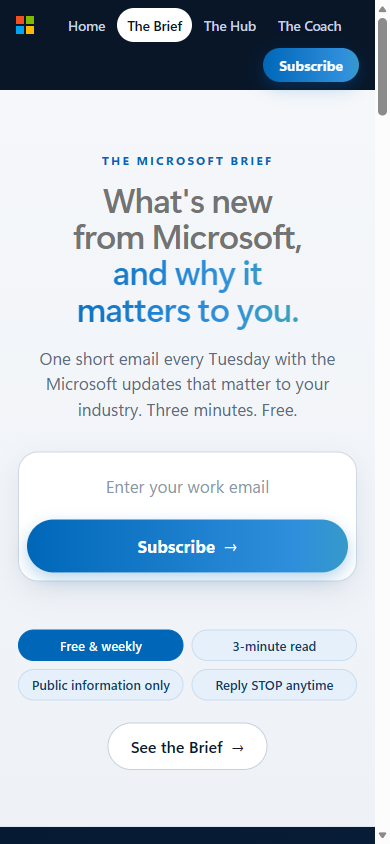 Home The Brief The Hub The Coach
Subscribe
THE MICROSOFT BRIEF
What's new
from Microsoft,
and why it
matters to you.
One short email every Tuesday with the
Microsoft updates that matter to your
industry. Three minutes. Free.
Enter your work email
Subscribe →
Free & weekly 3-minute read
Public information only Reply STOP anytime
See the Brief →